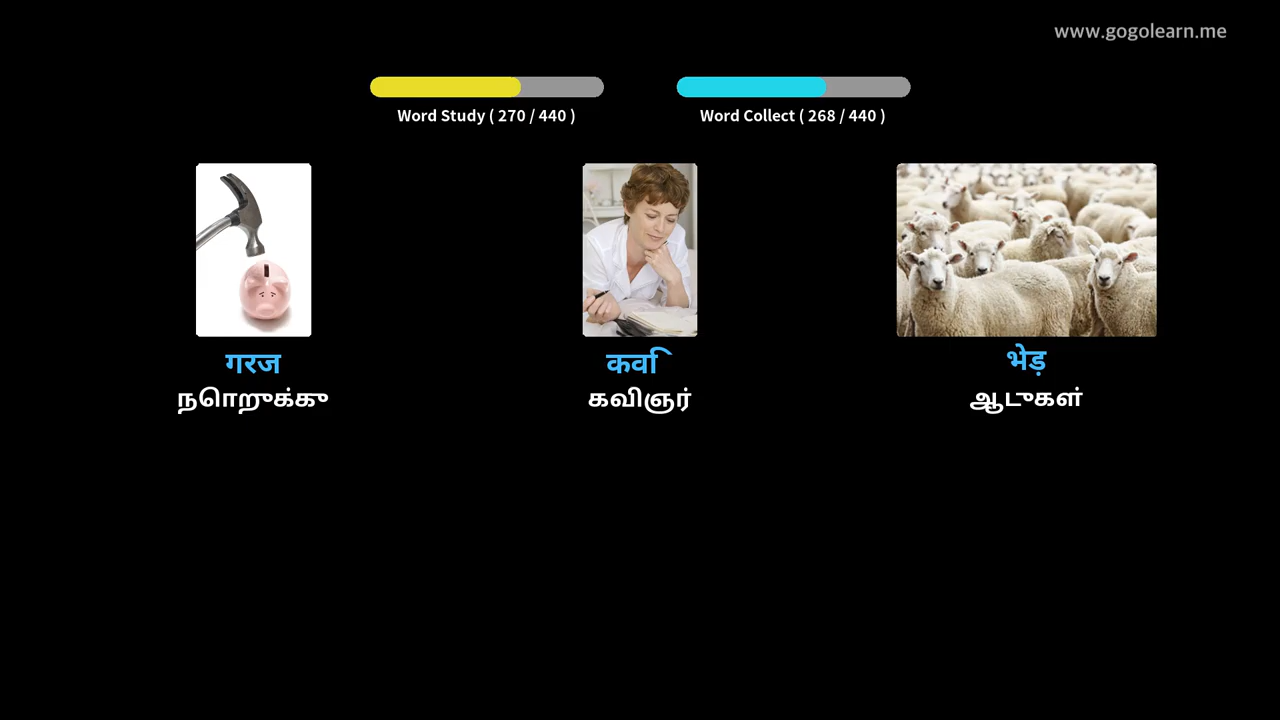 www.gogolearn.me
Word Study ( 270 / 440 )
Word Collect ( 268 / 440 )
गरज
कवि
भेड़
நொறுக்கு
கவிஞர்
ஆடுகள்